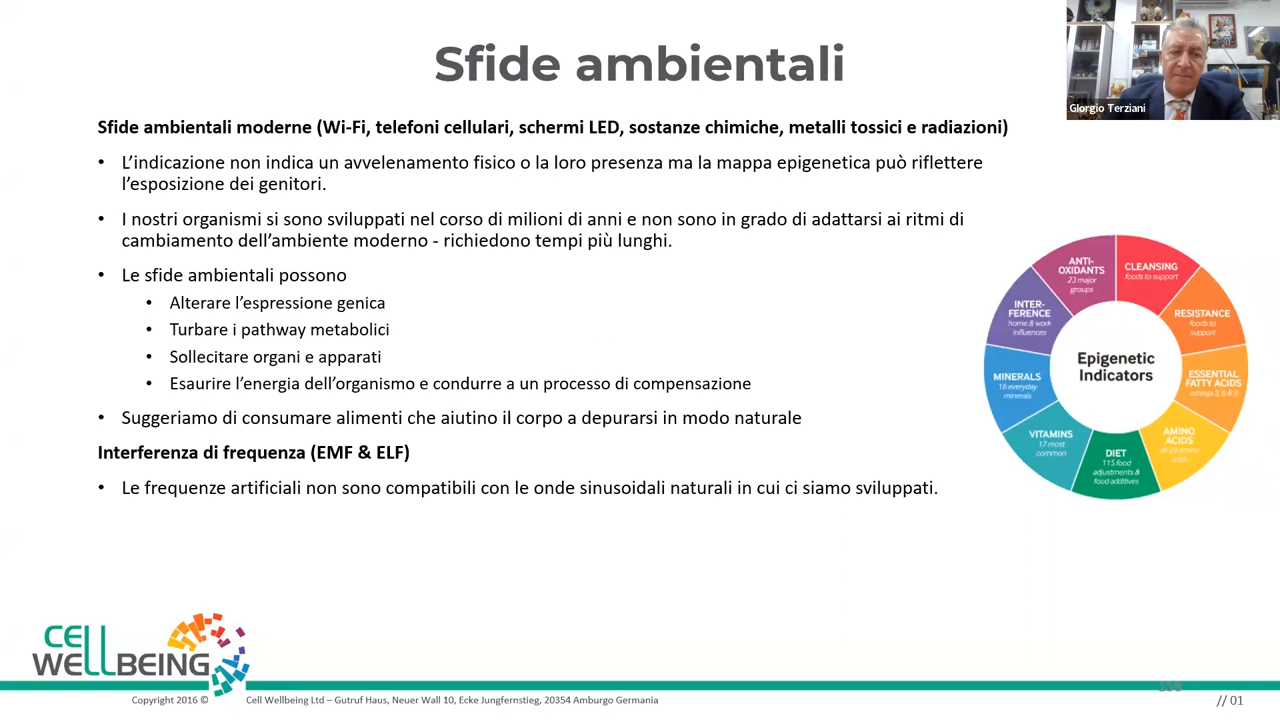 Sfide ambientali
GIorgio Terziani
Sfide ambientali moderne (Wi-Fi, telefoni cellulari, schermi LED, sostanze chimiche, metalli tossici e radiazioni)
• L'indicazione non indica un avvelenamento fisico o la loro presenza ma la mappa epigenetica può riflettere
l'esposizione dei genitori.
• I nostri organismi si sono sviluppati nel corso di milioni di anni e non sono in grado di adattarsi ai ritmi di
cambiamento dell'ambiente moderno - richiedono tempi più lunghi.
• Le sfide ambientali possono
• Alterare l'espressione genica
• Turbare i pathway metabolici
• Sollecitare organi e apparati
• Esaurire l'energia dell'organismo e condurre a un processo di compensazione
• Suggeriamo di consumare alimenti che aiutino il corpo a depurarsi in modo naturale
Interferenza di frequenza (EMF & ELF)
• Le frequenze artificiali non sono compatibili con le onde sinusoidali naturali in cui ci siamo sviluppati.
Epigenetic
Indicators
CLEANSING
foods to support
RESISTANCE
foods to
support
ESSENTIAL
FATTY ACIDS
omega 3, 6 & 9
AMINO
ACIDS
all 23 amino
acids
DIET
115 food
adjustments &
food additives
VITAMINS
17 most
common
MINERALS
16 everyday
minerals
INTER-
FERENCE
home & work
influences
ANTI-
OXIDANTS
23 major
groups
CELL
WELLBEING
Copyright 2016 ©
Cell Wellbeing Ltd – Gutruf Haus, Neuer Wall 10, Ecke Jungfernstieg, 20354 Amburgo Germania
// 01